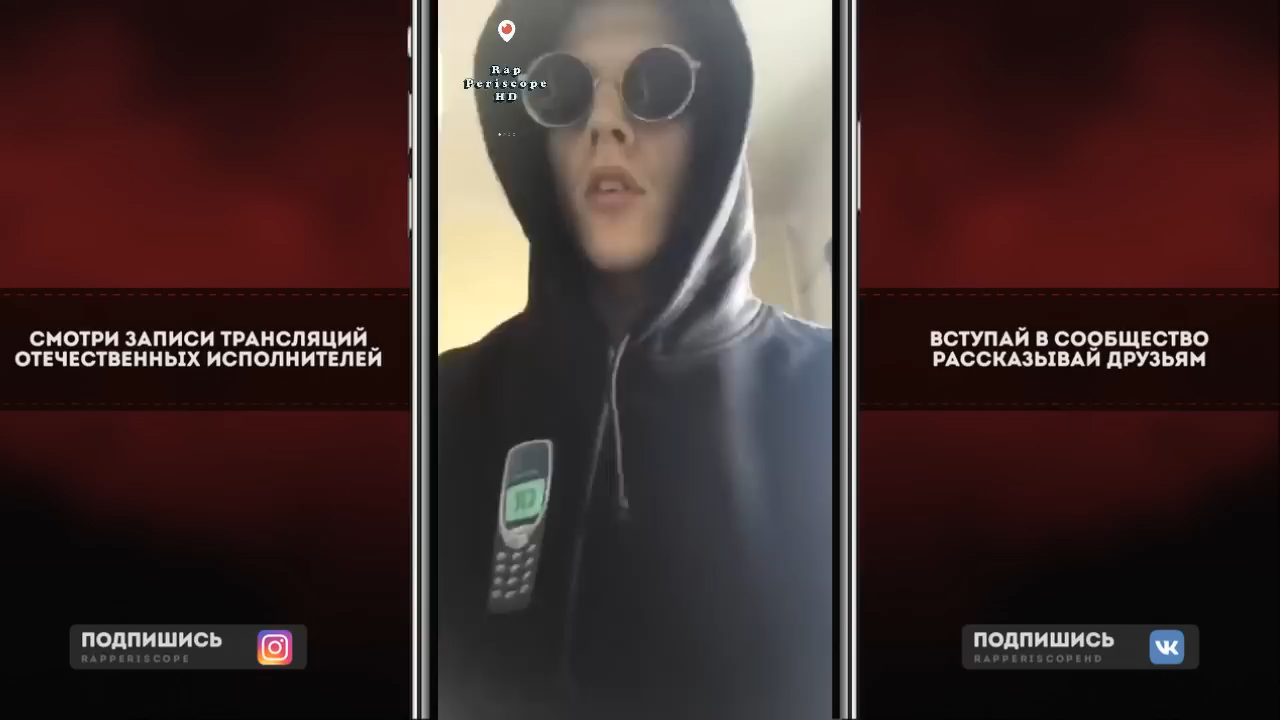 Rap
Periscope
HD
СМОТРИ ЗАПИСИ ТРАНСЛЯЦИЙ
ОТЕЧЕСТВЕННЫХ ИСПОЛНИТЕЛЕЙ
ВСТУПАЙ В СООБЩЕСТВО
РАССКАЗЫВАЙ ДРУЗЬЯМ
ПОДПИШИСЬ
RAPPERISCOPE
ПОДПИШИСЬ
RAPPERISCOPEHD